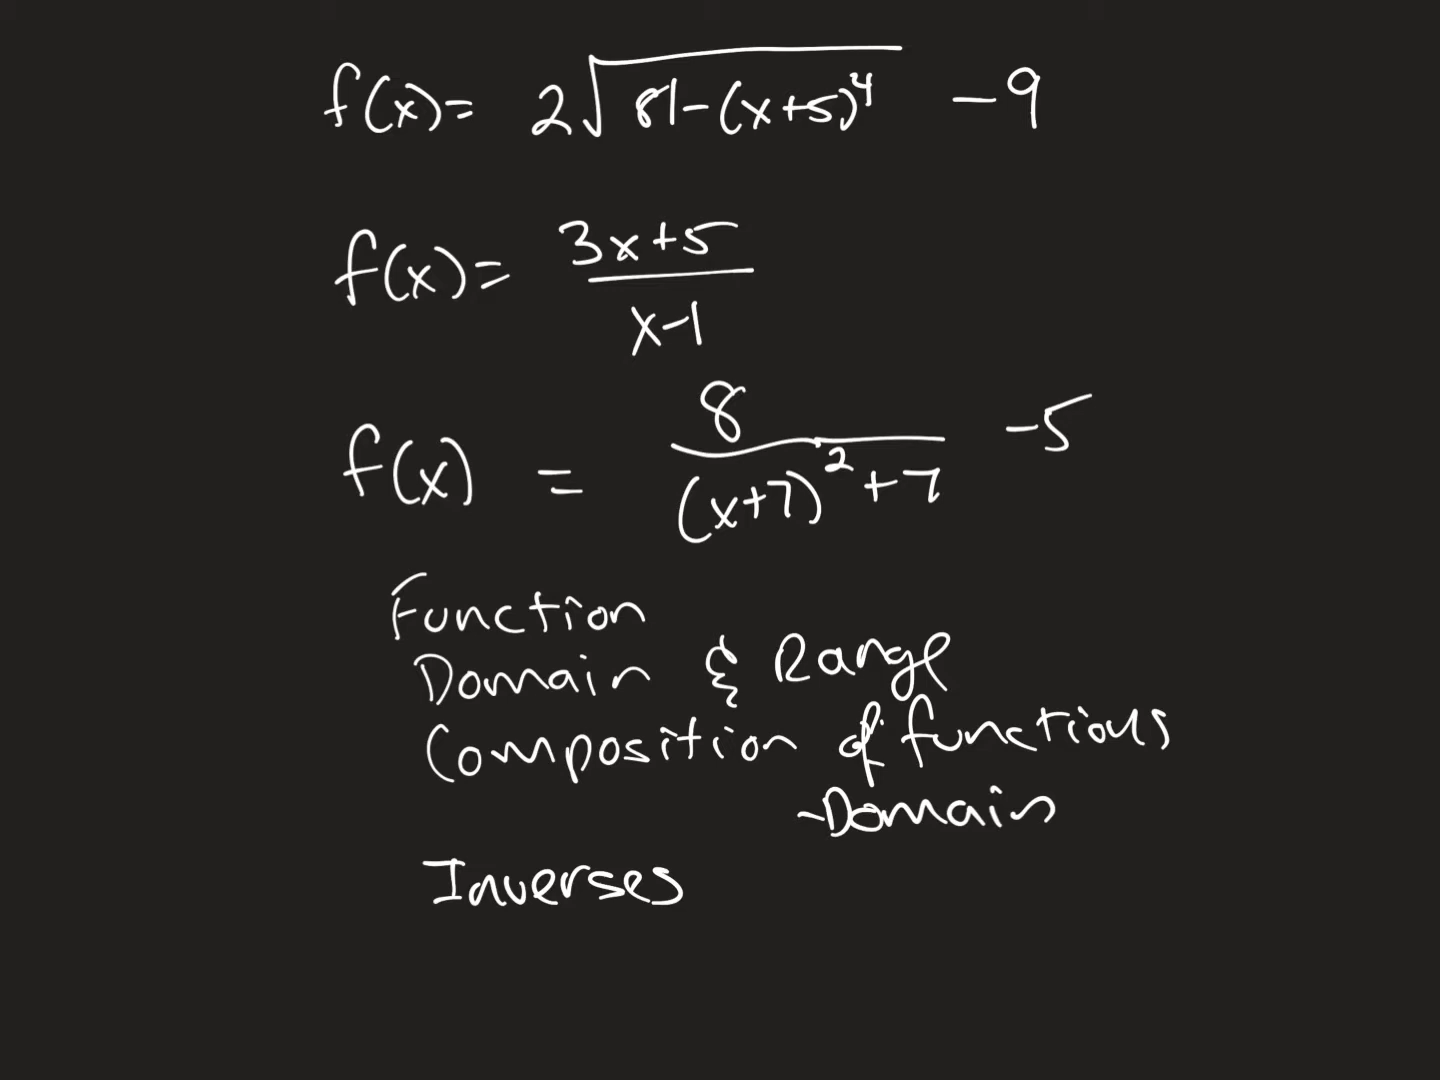 f(x)= 2√(81-(x+5)⁴) -9
f(x)= (3x+5)/(x-1)
f(x) = 8/((x+7)²+7) -5
Function
Domain & Range
Composition of functions
-Domain
Inverses